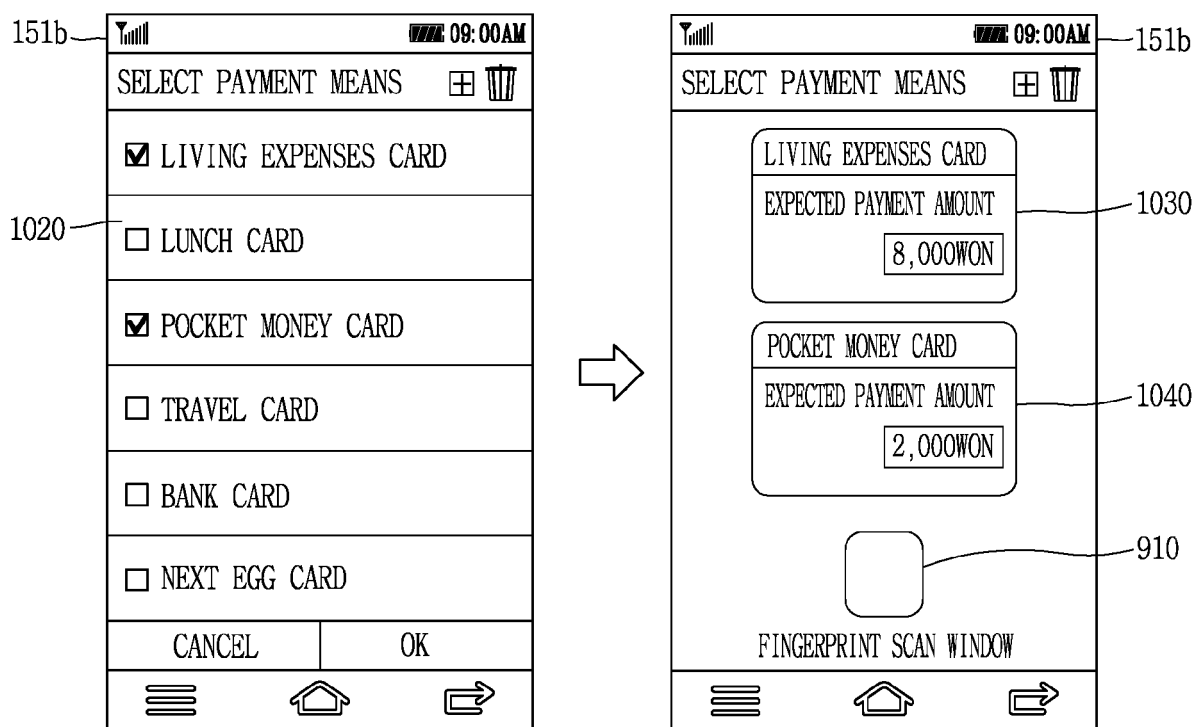 151b
09:00AM
SELECT PAYMENT MEANS
LIVING EXPENSES CARD
1020
LUNCH CARD
POCKET MONEY CARD
TRAVEL CARD
BANK CARD
NEXT EGG CARD
CANCEL OK
09:00AM
151b
SELECT PAYMENT MEANS
LIVING EXPENSES CARD
EXPECTED PAYMENT AMOUNT
1030
8,000WON
POCKET MONEY CARD
EXPECTED PAYMENT AMOUNT
1040
2,000WON
910
FINGERPRINT SCAN WINDOW